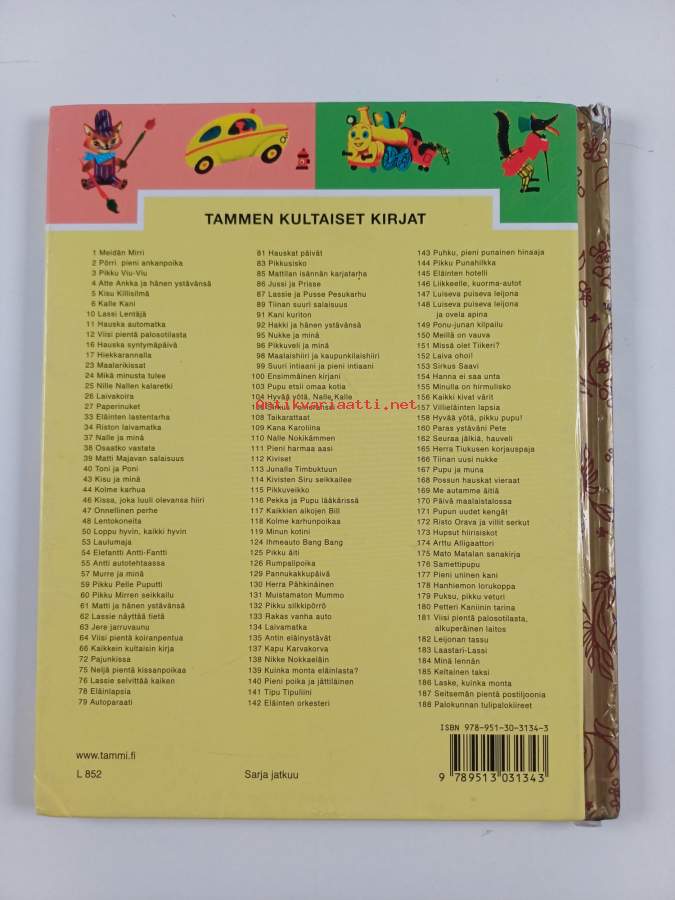 TAMMEN KULTAISET KIRJAT
1 Meidän Mirri
2 Pörri pieni ankanpoika
3 Pikku Viu-Viu
4 Atte Ankka ja hänen ystävänsä
5 Kisu Killisilmä
6 Kalle Kani
10 Lassi Lentäjä
11 Hauska automatka
12 Viisi pientä palosotilasta
16 Hauska syntymäpäivä
17 Hiekkarannalla
23 Maalarikissat
24 Mikä minusta tulee
25 Nille Nallen kalaretki
26 Laivakoira
27 Paperinuket
33 Eläinten lastentarha
34 Riston laivamatka
37 Nalle ja minä
38 Osaatko vastata
39 Matti Majavan salaisuus
40 Toni ja Poni
43 Kisu ja minä
44 Kolme karhua
46 Kissa, joka luuli olevansa hiiri
47 Onnellinen perhe
48 Lentokoneita
50 Loppu hyvin, kaikki hyvin
53 Laulumaja
54 Elefantti Antti-Fantti
55 Antti autotehtaassa
57 Murre ja minä
59 Pikku Pelle Puputti
60 Pikku Mirren seikkailu
61 Matti ja hänen ystävänsä
62 Lassie näyttää tietä
63 Jere jarruvaunu
64 Viisi pientä koiranpentua
66 Kaikkein kultaisin kirja
72 Pajunkissa
75 Neljä pientä kissanpoikaa
76 Lassie selvittää kaiken
78 Eläinlapsia
79 Autoparaati
81 Hauskat päivät
83 Pikkusisko
85 Mattilan isännän karjatarha
86 Jussi ja Prisse
87 Lassie ja Pusse Pesukarhu
89 Tiinan suuri salaisuus
91 Kani kuriton
92 Hakki ja hänen ystävänsä
95 Nukke ja minä
96 Pikkuveli ja minä
98 Maalaishiiri ja kaupunkilaishiiri
99 Suuri intiaani ja pieni intiaani
100 Ensimmäinen kirjani
103 Pupu etsii omaa kotia
104 Hyvää yötä, Nalle Kalle
Antikvariaatti.net
108 Taikarattaat
109 Kana Karoliina
110 Nalle Nokikämmen
111 Pieni harmaa aasi
112 Kiviset
113 Junalla Timbuktuun
114 Kivisten Siru seikkailee
115 Pikkuveikko
116 Pekka ja Pupu lääkärissä
117 Kaikkien aikojen Bill
118 Kolme karhunpoikaa
119 Minun kotini
124 Ihmeauto Bang Bang
125 Pikku äiti
126 Rumpalipoika
129 Pannukakkupäivä
130 Herra Pähkinäinen
131 Muistamaton Mummo
132 Pikku silkkipörrö
133 Rakas vanha auto
134 Laivamatka
135 Antin eläinystävät
137 Kapu Karvakorva
138 Nikke Nokkaeläin
139 Kuinka monta eläinlasta?
140 Pieni poika ja jättiläinen
141 Tipu Tipuliini
142 Eläinten orkesteri
143 Puhku, pieni punainen hinaaja
144 Pikku Punahilkka
145 Eläinten hotelli
146 Liikkeelle, kuorma-autot
147 Luiseva puiseva leijona
148 Luiseva puiseva leijona
ja ovela apina
149 Ponu-junan kilpailu
150 Meillä on vauva
151 Missä olet Tiikeri?
152 Laiva ohoi!
153 Sirkus Saavi
154 Hanna ei saa unta
155 Minulla on hirmulisko
156 Kaikki kivat värit
157 Villieläinten lapsia
158 Hyvää yötä, pikku pupu!
160 Paras ystäväni Pete
162 Seuraa jälkiä, hauveli
165 Herra Tiukusen korjauspaja
166 Tiinan uusi nukke
167 Pupu ja muna
168 Possun hauskat vieraat
169 Me autamme äitiä
170 Päivä maalaistalossa
171 Pupun uudet kengät
172 Risto Orava ja villit serkut
173 Hupsut hiirisiskot
174 Arttu Alligaattori
175 Mato Matalan sanakirja
176 Samettipupu
177 Pieni uninen kani
178 Hanhiemon lorukoppa
179 Puksu, pikku veturi
180 Petteri Kaniinin tarina
181 Viisi pientä palosotilasta,
alkuperäinen laitos
182 Leijonan tassu
183 Laastari-Lassi
184 Minä lennän
185 Keltainen taksi
186 Laske, kuinka monta
187 Seitsemän pientä postiljoonia
188 Palokunnan tulipalokiireet
ISBN 978-951-30-3134-3
9 789513 031343
www.tammi.fi
L 852
Sarja jatkuu